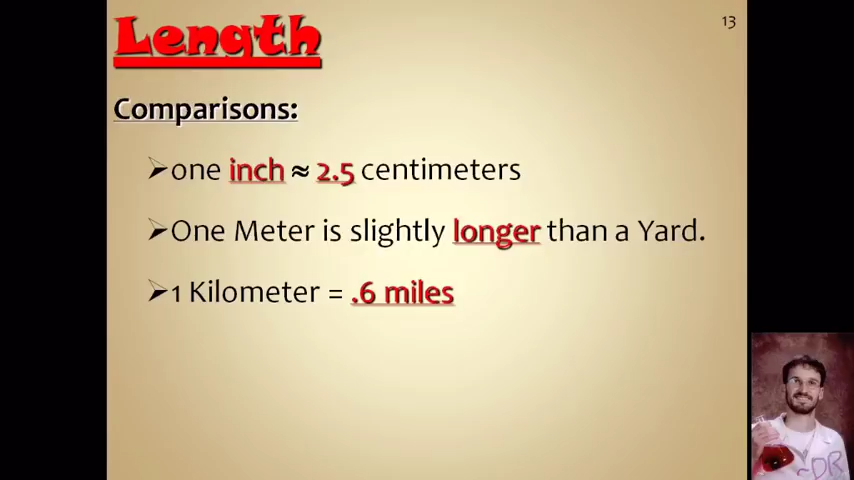 Length
13
Comparisons:
➢one inch ≈ 2.5 centimeters
➢One Meter is slightly longer than a Yard.
➢1 Kilometer = .6 miles
~DR